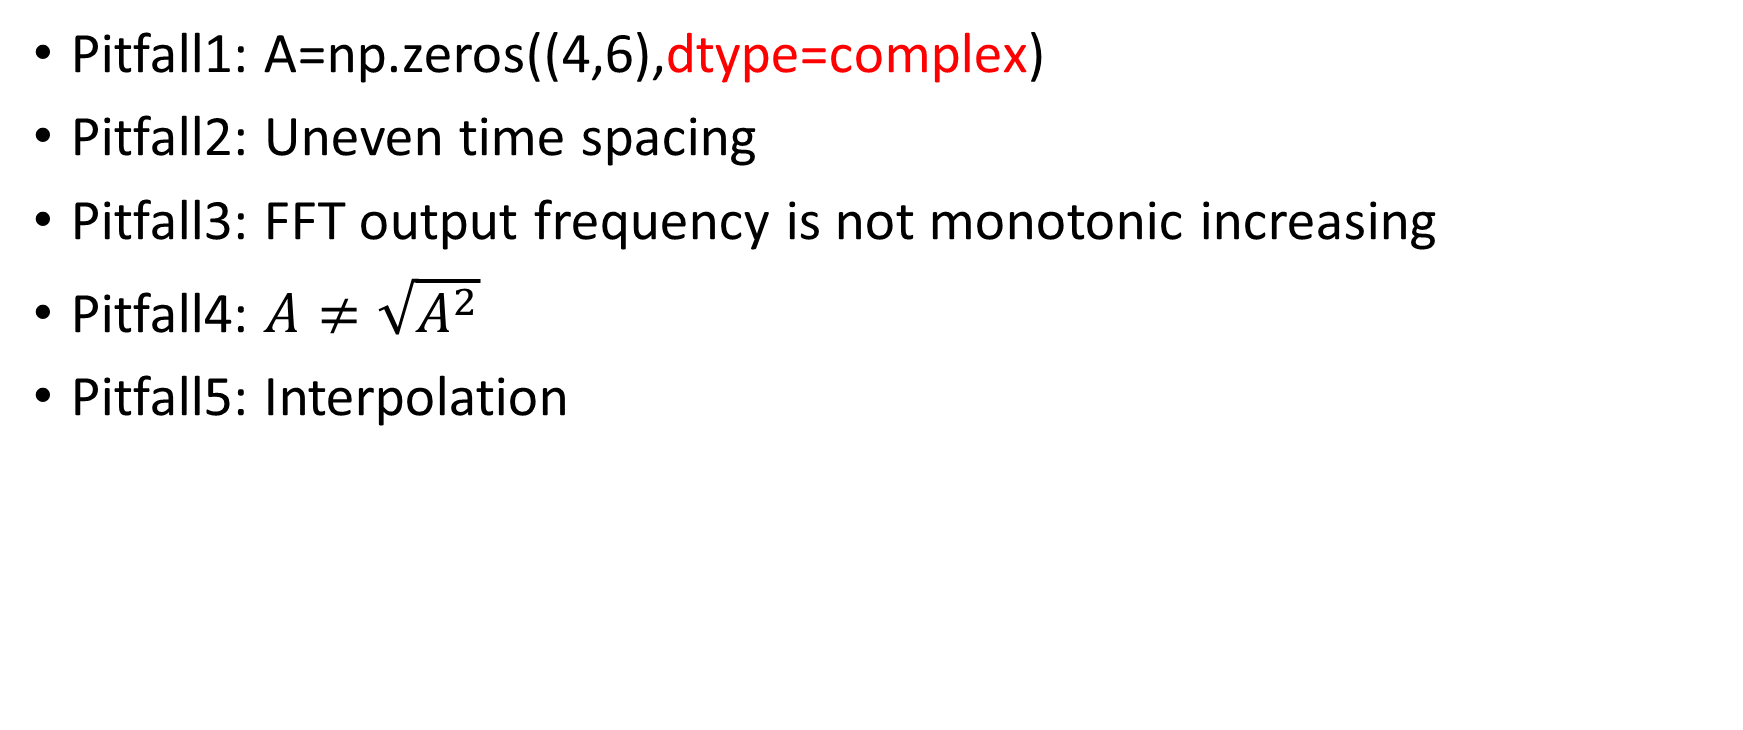 • Pitfall1: A=np.zeros((4,6),dtype=complex)
• Pitfall2: Uneven time spacing
• Pitfall3: FFT output frequency is not monotonic increasing
• Pitfall4: A ≠ √A²
• Pitfall5: Interpolation